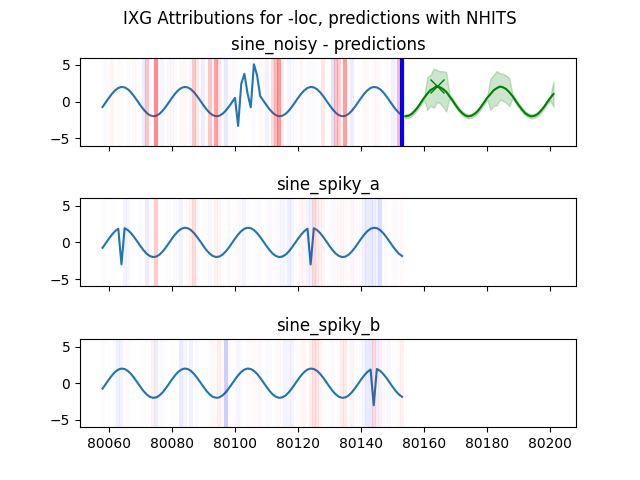 IXG Attributions for -loc, predictions with NHITS
sine_noisy - predictions
5
0
−5
sine_spiky_a
5
0
−5
sine_spiky_b
5
0
−5
80060 80080 80100 80120 80140 80160 80180 80200